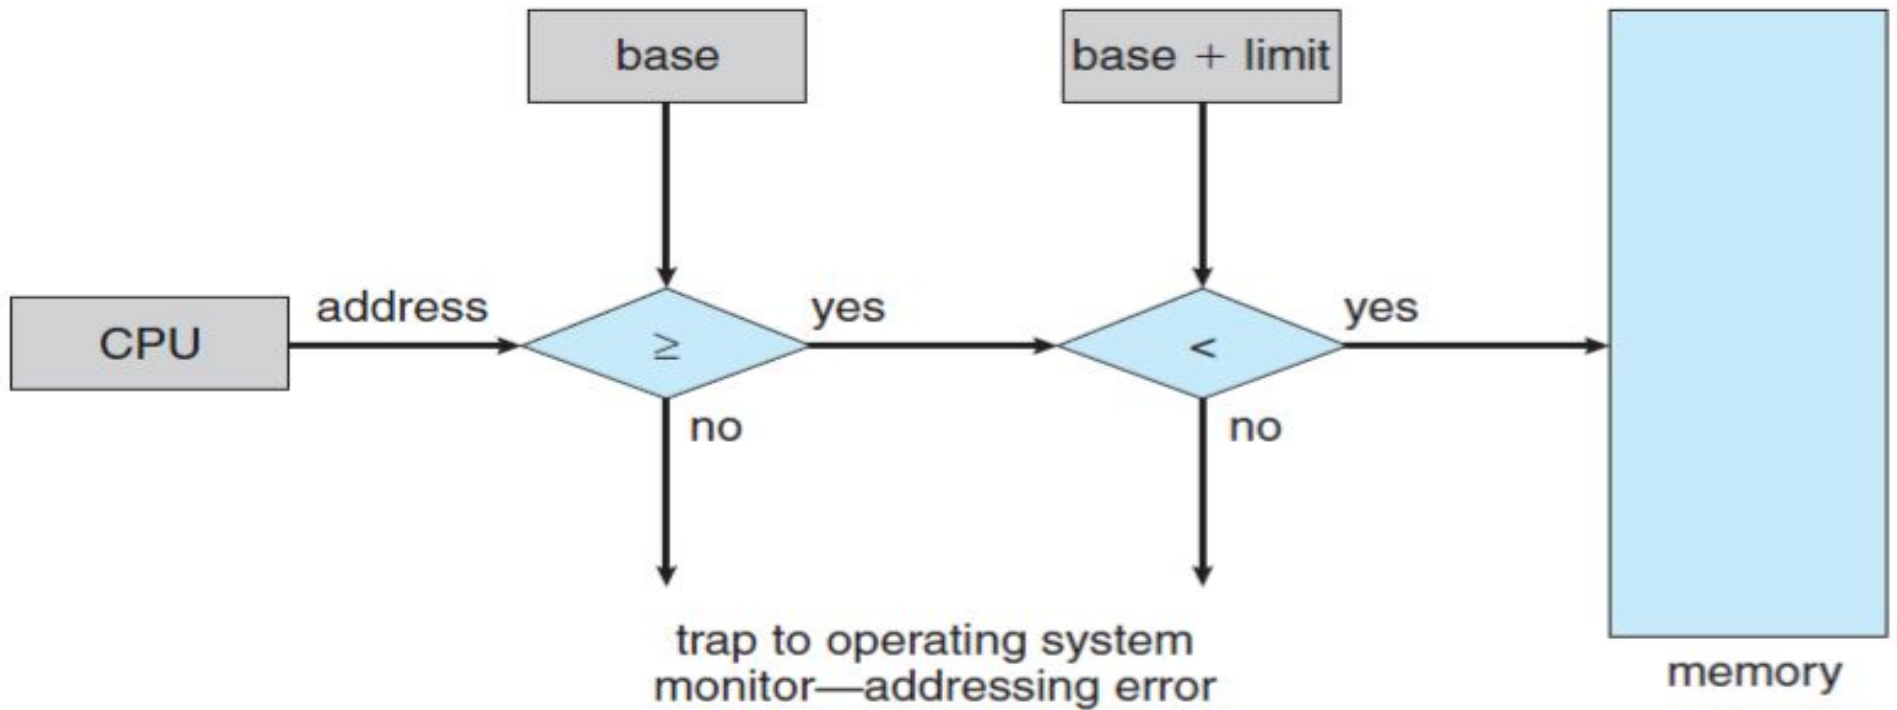 base
base + limit
CPU
address
≥
yes
<
yes
no
no
trap to operating system
monitor—addressing error
memory